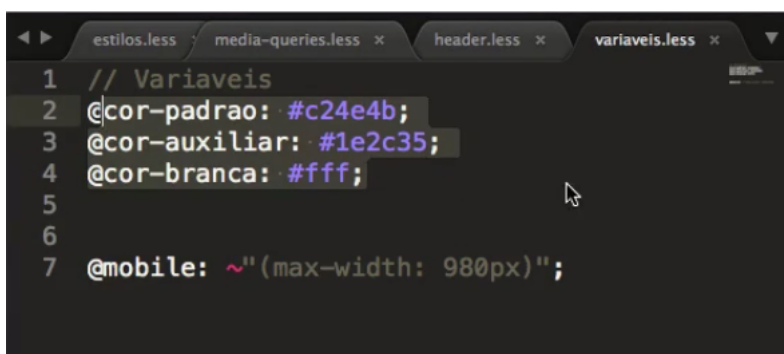 estilos.less media-queries.less × header.less × variaveis.less ×
1 // Variaveis
2 @cor-padrao: #c24e4b;
3 @cor-auxiliar: #1e2c35;
4 @cor-branca: #fff;
5
6
7 @mobile: ~"(max-width: 980px)";